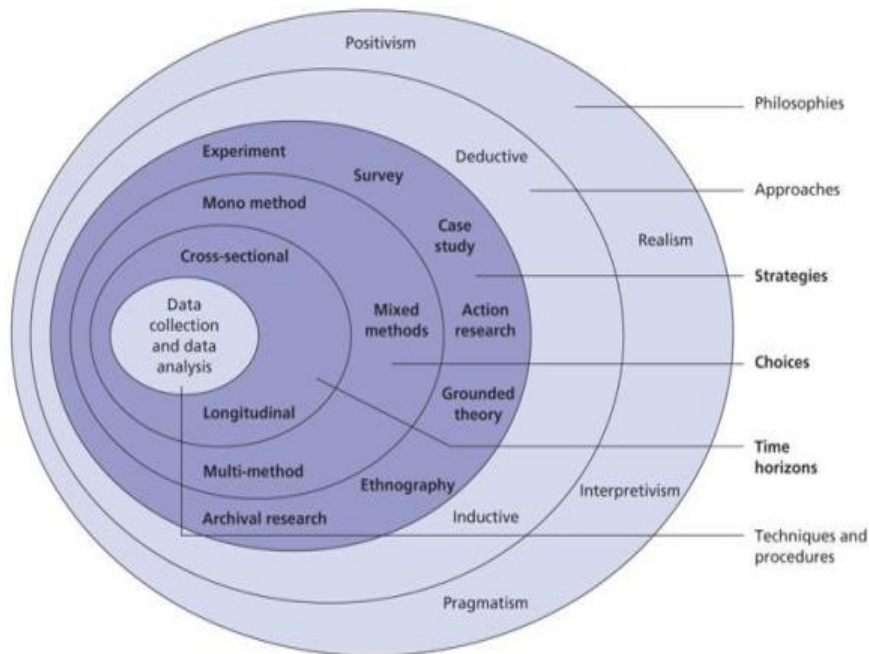 Positivism
Philosophies
Deductive
Approaches
Realism
Experiment
Survey
Strategies
Mono method
Case
study
Cross-sectional
Data
collection
and data
analysis
Mixed
methods
Action
research
Choices
Longitudinal
Grounded
theory
Time
horizons
Multi-method
Ethnography
Interpretivism
Archival research
Inductive
Techniques and
procedures
Pragmatism